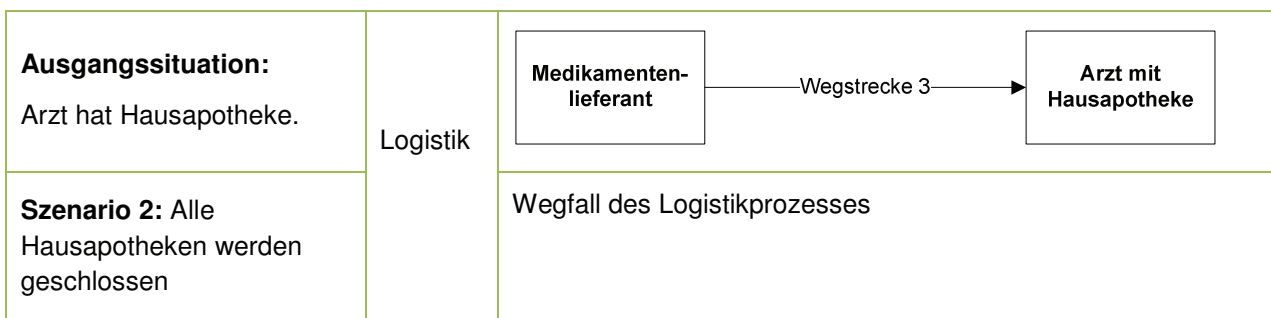 Ausgangssituation:
Arzt hat Hausapotheke.
Logistik
Medikamenten-
lieferant
Wegstrecke 3
Arzt mit
Hausapotheke
Szenario 2: Alle
Hausapotheken werden
geschlossen
Wegfall des Logistikprozesses